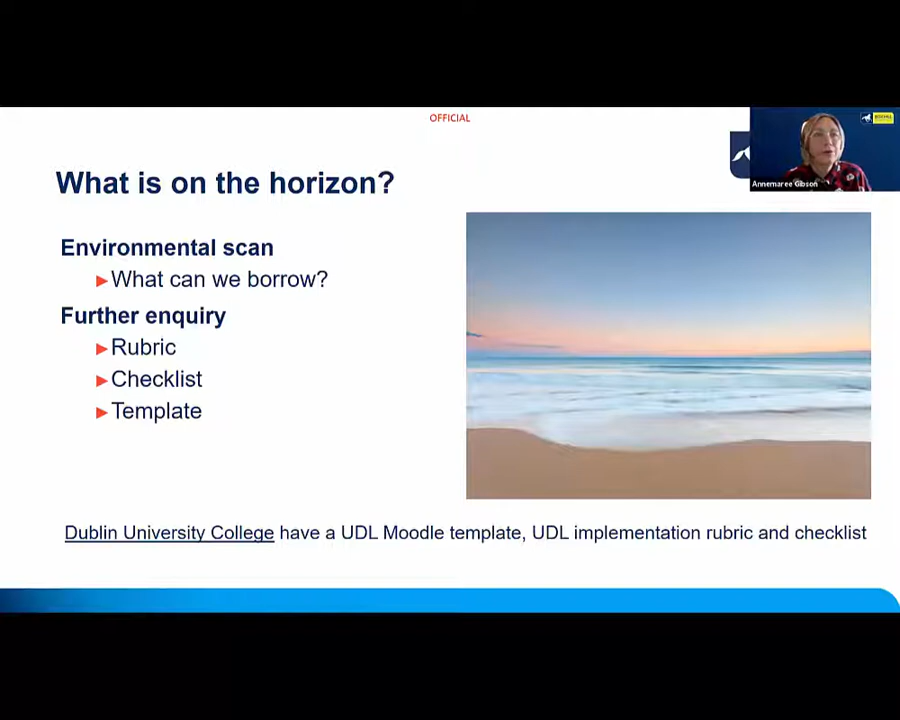 OFFICIAL
What is on the horizon?
Annemaree Gibson
Environmental scan
►What can we borrow?
Further enquiry
►Rubric
►Checklist
►Template
Dublin University College have a UDL Moodle template, UDL implementation rubric and checklist